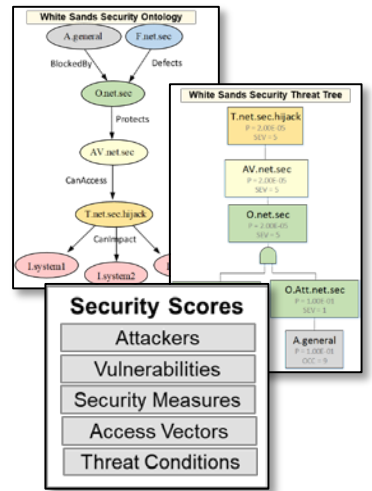 White Sands Security Ontology
A.general
F.net.sec
BlockedBy
Defects
O.net.sec
Protects
AV.net.sec
CanAccess
T.net.sec.hijack
CanImpact
I.system1
I.system2
White Sands Security Threat Tree
T.net.sec.hijack
P = 2.00E-05
SEV = 5
AV.net.sec
P = 2.00E-05
SEV = 5
O.net.sec
P = 2.00E-05
SEV = 5
O.Att.net.sec
P = 1.00E-01
SEV = 1
A.general
P = 1.00E-01
OCC = 9
Security Scores
Attackers
Vulnerabilities
Security Measures
Access Vectors
Threat Conditions